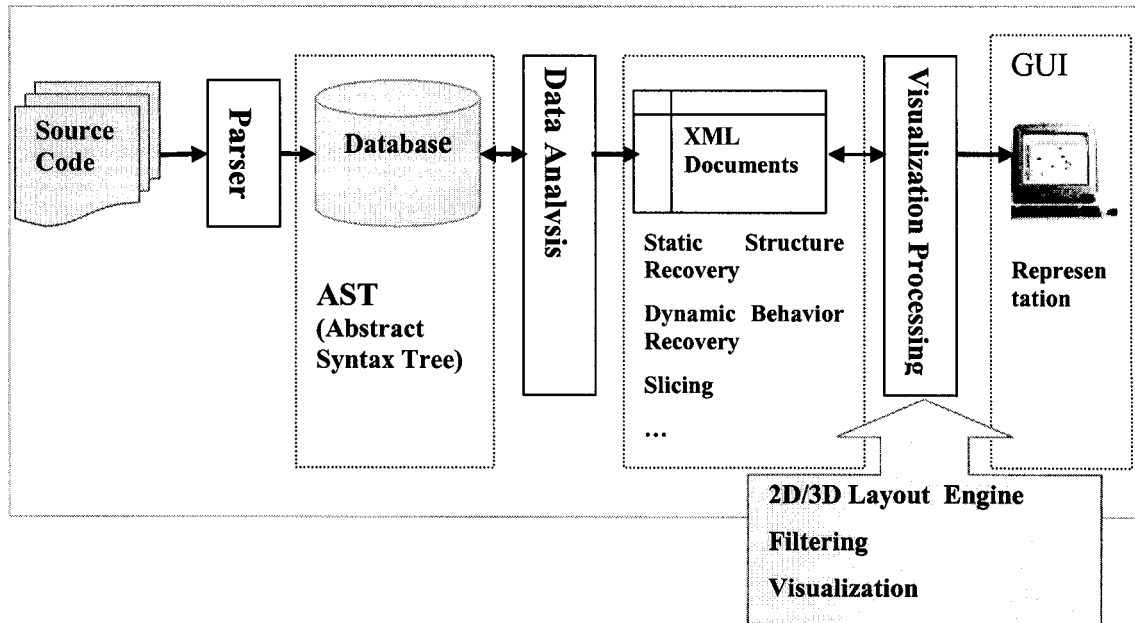 Source
Code
Parser
Database
AST
(Abstract
Syntax Tree)
Data Analysis
XML
Documents
Static Structure
Recovery
Dynamic Behavior
Recovery
Slicing
...
Visualization Processing
GUI
Represen
tation
2D/3D Layout Engine
Filtering
Visualization